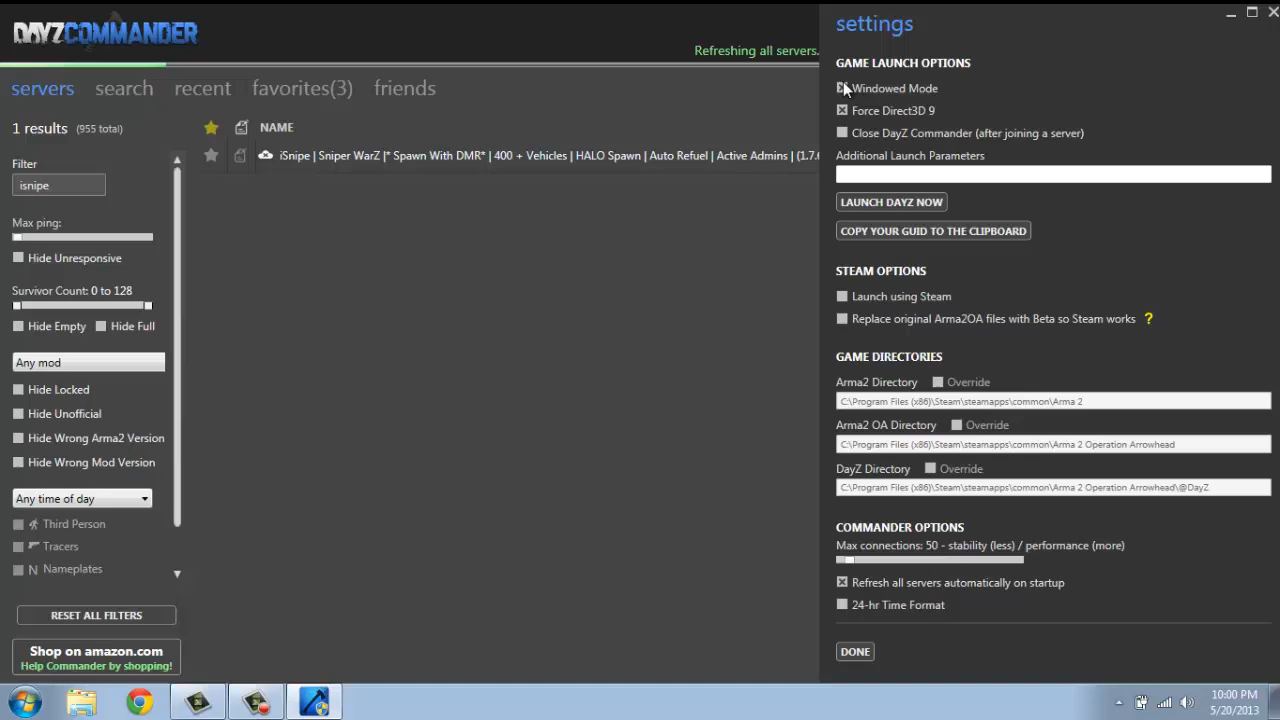 DAYZCOMMANDER
Refreshing all servers.
servers search recent favorites(3) friends
1 results (955 total)
NAME
iSnipe | Sniper WarZ |* Spawn With DMR* | 400 + Vehicles | HALO Spawn | Auto Refuel | Active Admins | (1.7.6
Filter
isnipe
Max ping:
Hide Unresponsive
Survivor Count: 0 to 128
Hide Empty Hide Full
Any mod
Hide Locked
Hide Unofficial
Hide Wrong Arma2 Version
Hide Wrong Mod Version
Any time of day
Third Person
Tracers
N Nameplates
RESET ALL FILTERS
Shop on amazon.com
Help Commander by shopping!
settings
GAME LAUNCH OPTIONS
Windowed Mode
Force Direct3D 9
Close DayZ Commander (after joining a server)
Additional Launch Parameters
LAUNCH DAYZ NOW
COPY YOUR GUID TO THE CLIPBOARD
STEAM OPTIONS
Launch using Steam
Replace original Arma2OA files with Beta so Steam works ?
GAME DIRECTORIES
Arma2 Directory Override
C:\Program Files (x86)\Steam\steamapps\common\Arma 2
Arma2 OA Directory Override
C:\Program Files (x86)\Steam\steamapps\common\Arma 2 Operation Arrowhead
DayZ Directory Override
C:\Program Files (x86)\Steam\steamapps\common\Arma 2 Operation Arrowhead\@DayZ
COMMANDER OPTIONS
Max connections: 50 - stability (less) / performance (more)
Refresh all servers automatically on startup
24-hr Time Format
DONE
10:00 PM
5/20/2013